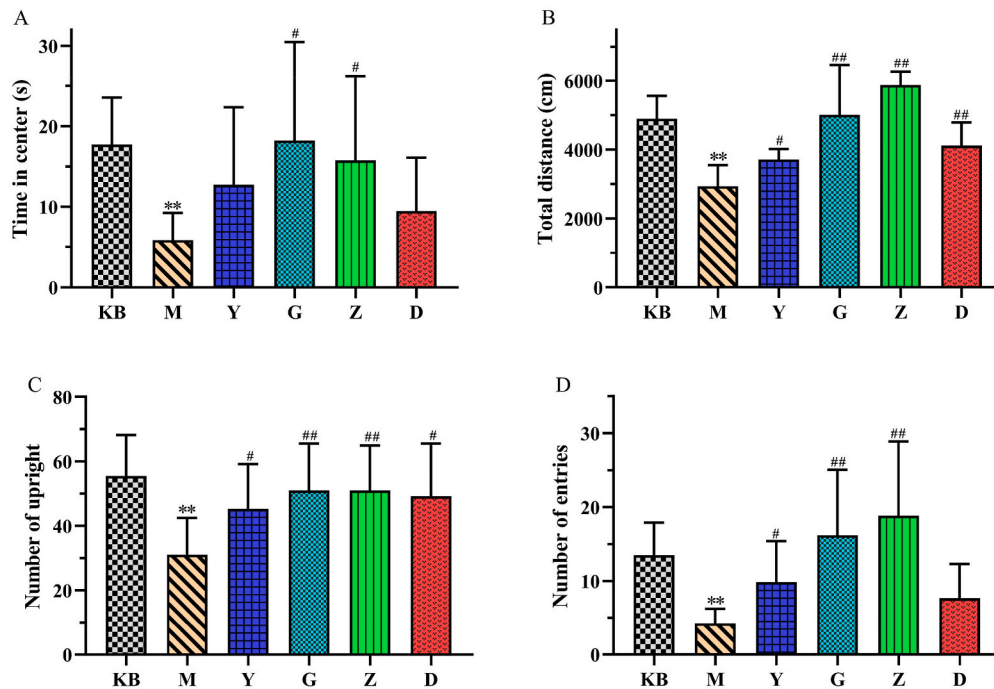 A
Time in center (s)
30
20
10
0
**
#
#
KB M Y G Z D
B
Total distance (cm)
6000
4000
2000
0
**
#
##
##
##
KB M Y G Z D
C
Number of upright
80
60
40
20
0
**
#
##
##
#
KB M Y G Z D
D
Number of entries
30
20
10
0
**
#
##
##
KB M Y G Z D